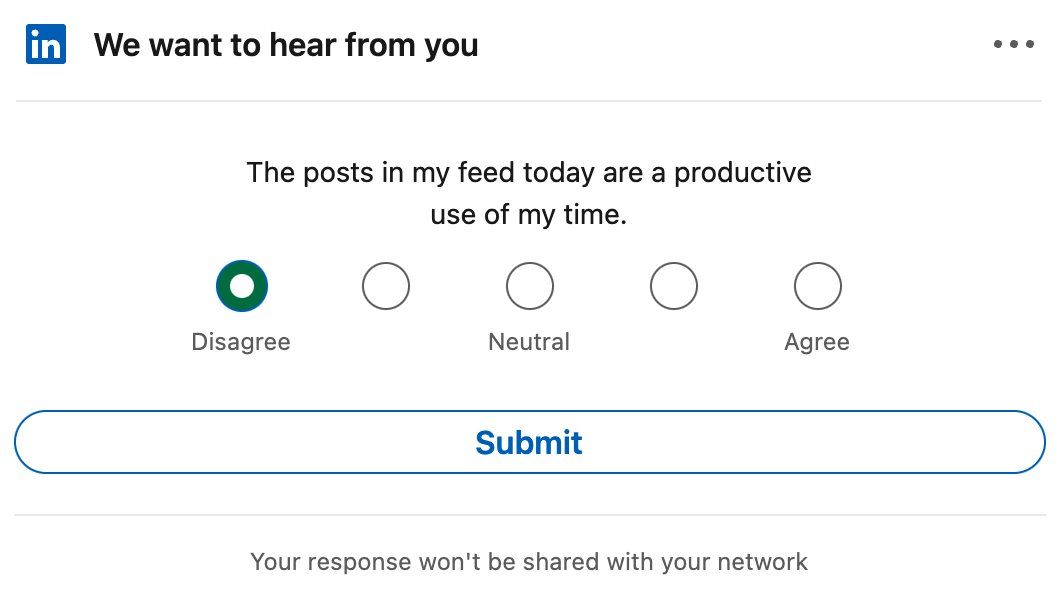 in We want to hear from you
The posts in my feed today are a productive
use of my time.
Disagree Neutral Agree
Submit
Your response won't be shared with your network